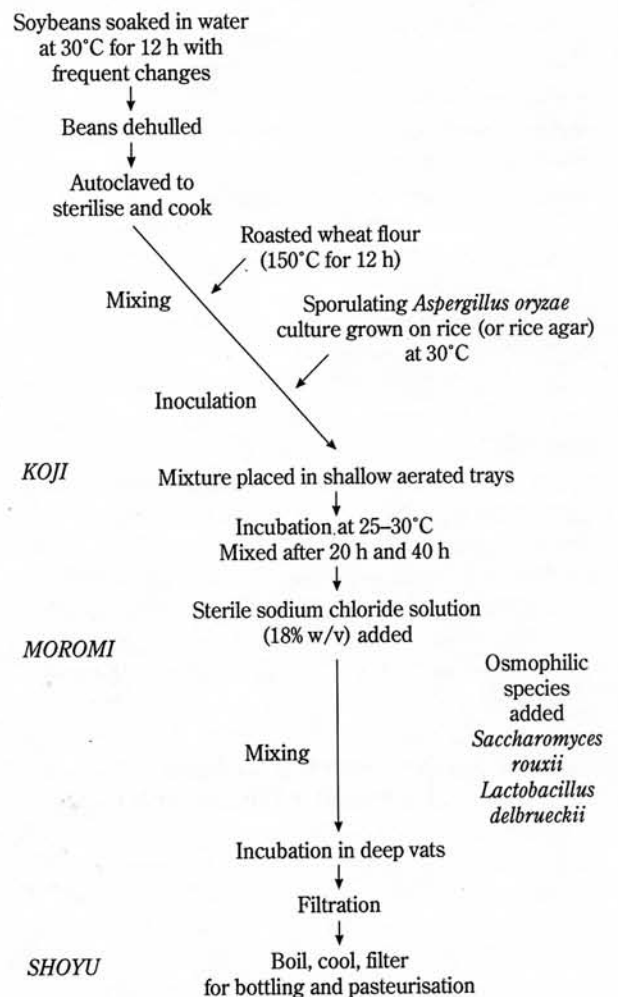 Soybeans soaked in water
at 30°C for 12 h with
frequent changes
Beans dehulled
Autoclaved to
sterilise and cook
Roasted wheat flour
(150°C for 12 h)
Mixing
Sporulating Aspergillus oryzae
culture grown on rice (or rice agar)
at 30°C
Inoculation
KOJI
Mixture placed in shallow aerated trays
Incubation at 25–30°C
Mixed after 20 h and 40 h
Sterile sodium chloride solution
(18% w/v) added
MOROMI
Osmophilic
species
added
Saccharomyces
rouxii
Lactobacillus
delbrueckii
Mixing
Incubation in deep vats
Filtration
SHOYU
Boil, cool, filter
for bottling and pasteurisation